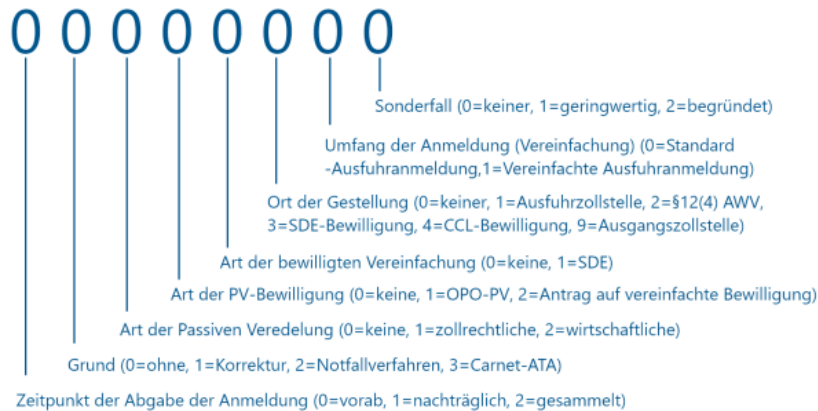 0 0 0 0 0 0 0 0
Sonderfall (0=keiner, 1=geringwertig, 2=begründet)
Umfang der Anmeldung (Vereinfachung) (0=Standard
-Ausfuhranmeldung,1=Vereinfachte Ausfuhranmeldung)
Ort der Gestellung (0=keiner, 1=Ausfuhrzollstelle, 2=§12(4) AWV,
3=SDE-Bewilligung, 4=CCL-Bewilligung, 9=Ausgangszollstelle)
Art der bewilligten Vereinfachung (0=keine, 1=SDE)
Art der PV-Bewilligung (0=keine, 1=OPO-PV, 2=Antrag auf vereinfachte Bewilligung)
Art der Passiven Veredelung (0=keine, 1=zollrechtliche, 2=wirtschaftliche)
Grund (0=ohne, 1=Korrektur, 2=Notfallverfahren, 3=Carnet-ATA)
Zeitpunkt der Abgabe der Anmeldung (0=vorab, 1=nachträglich, 2=gesammelt)